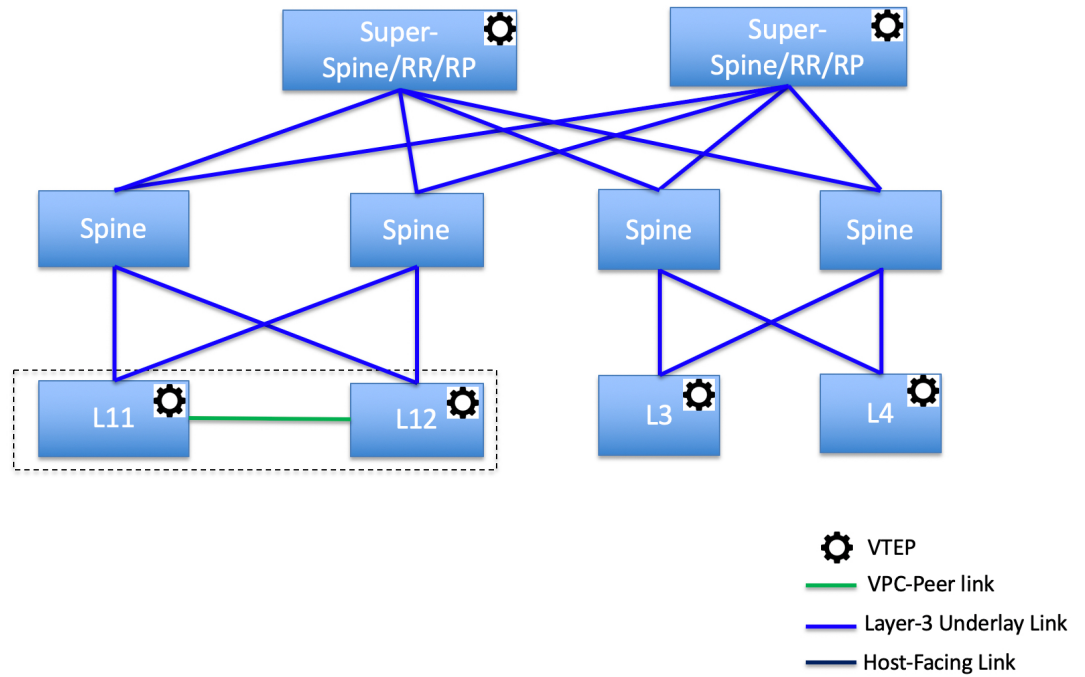 Super-
Spine/RR/RP
Super-
Spine/RR/RP
Spine
Spine
Spine
Spine
L11
L12
L3
L4
VTEP
VPC-Peer link
Layer-3 Underlay Link
Host-Facing Link